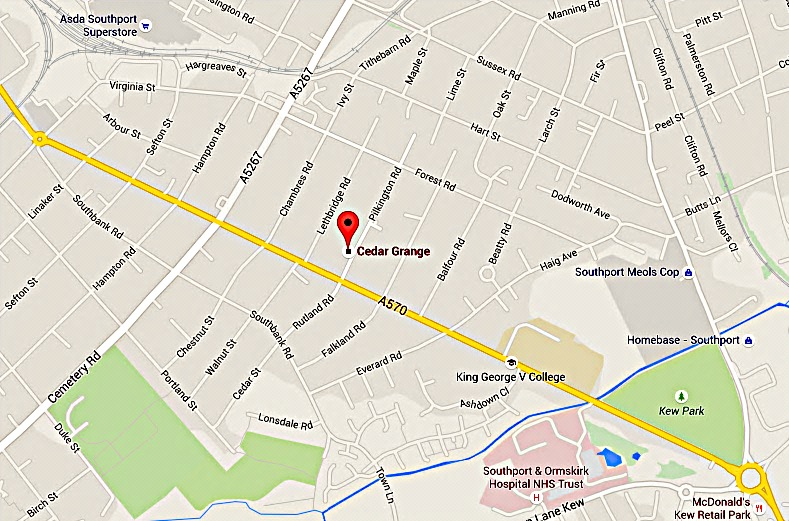 Asda Southport
Superstore
Kensington Rd
Manning Rd
Pitt St
Tithebarn Rd
Sussex Rd
Maple St
Palmerston Rd
Clifton Rd
Hargreaves St
Virginia St
A5267
Ivy St
Lime St
Oak St
Fir St
Larch St
Peel St
Hart St
Arbour St
Sefton St
Hampton Rd
A5267
Clifton Rd
Chambres Rd
Lethbridge Rd
Pilkington Rd
Forest Rd
Dodworth Ave
Butts Ln
Linaker St
Southbank Rd
Mellors Cl
Cedar Grange
Balfour Rd
Beatty Rd
Haig Ave
Hampton Rd
Sefton St
Southport Meols Cop
A570
Rutland Rd
Falkland Rd
Southbank Rd
Chestnut St
Walnut St
Homebase - Southport
Everard Rd
King George V College
Cemetery Rd
Portland St
Cedar St
Ashdown Cl
Kew Park
Lonsdale Rd
Duke St
Town Ln
Southport & Ormskirk
Hospital NHS Trust
H
Birch St
Lane Kew
McDonald's
Kew Retail Park